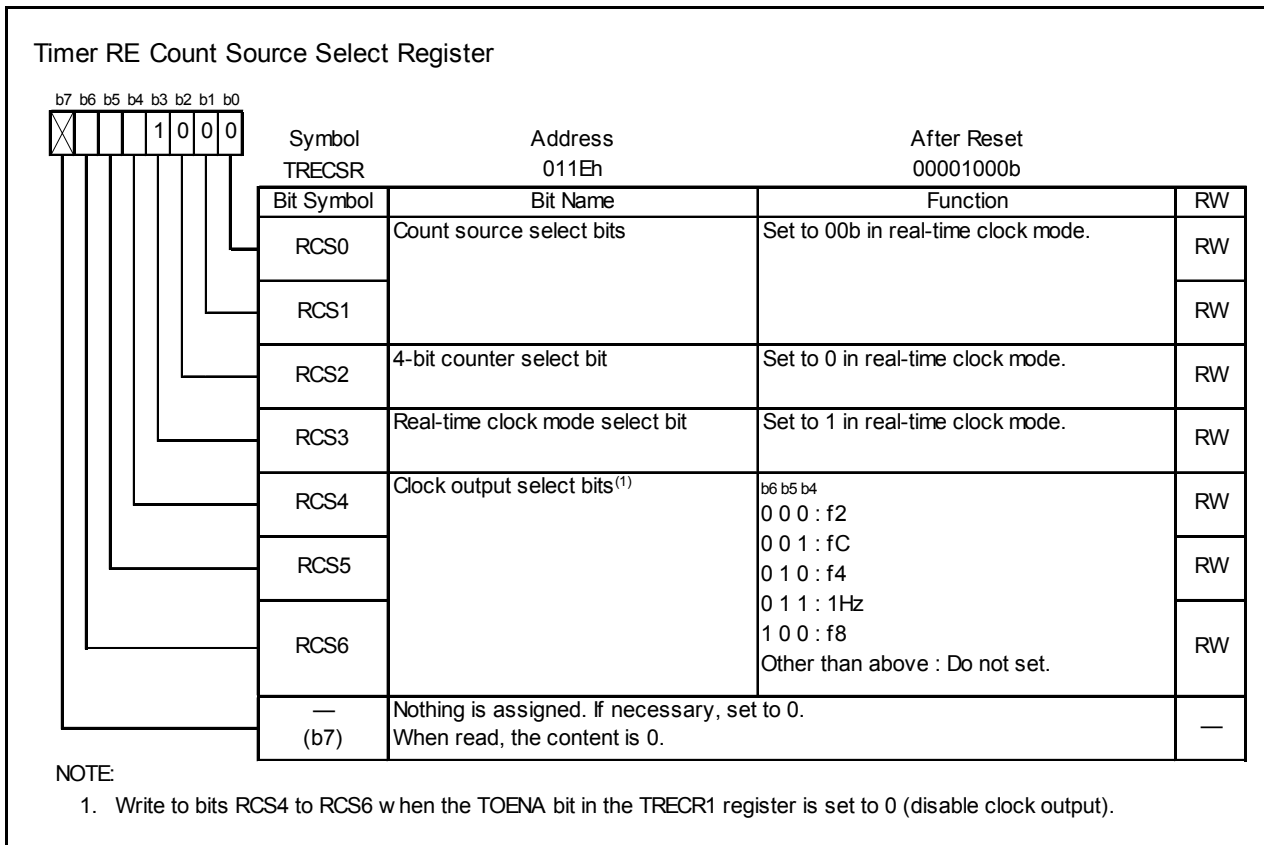 Timer RE Count Source Select Register
b7 b6 b5 b4 b3 b2 b1 b0
1 0 0 0
Symbol Address After Reset
TRECSR 011Eh 00001000b
Bit Symbol Bit Name Function RW
RCS0 Count source select bits Set to 00b in real-time clock mode. RW
RCS1 RW
RCS2 4-bit counter select bit Set to 0 in real-time clock mode. RW
RCS3 Real-time clock mode select bit Set to 1 in real-time clock mode. RW
RCS4 Clock output select bits(1) b6 b5 b4 RW
0 0 0 : f2
0 0 1 : fC
RCS5 0 1 0 : f4 RW
0 1 1 : 1Hz
RCS6 1 0 0 : f8 RW
Other than above : Do not set.
— Nothing is assigned. If necessary, set to 0. —
(b7) When read, the content is 0.
NOTE:
1. Write to bits RCS4 to RCS6 w hen the TOENA bit in the TRECR1 register is set to 0 (disable clock output).